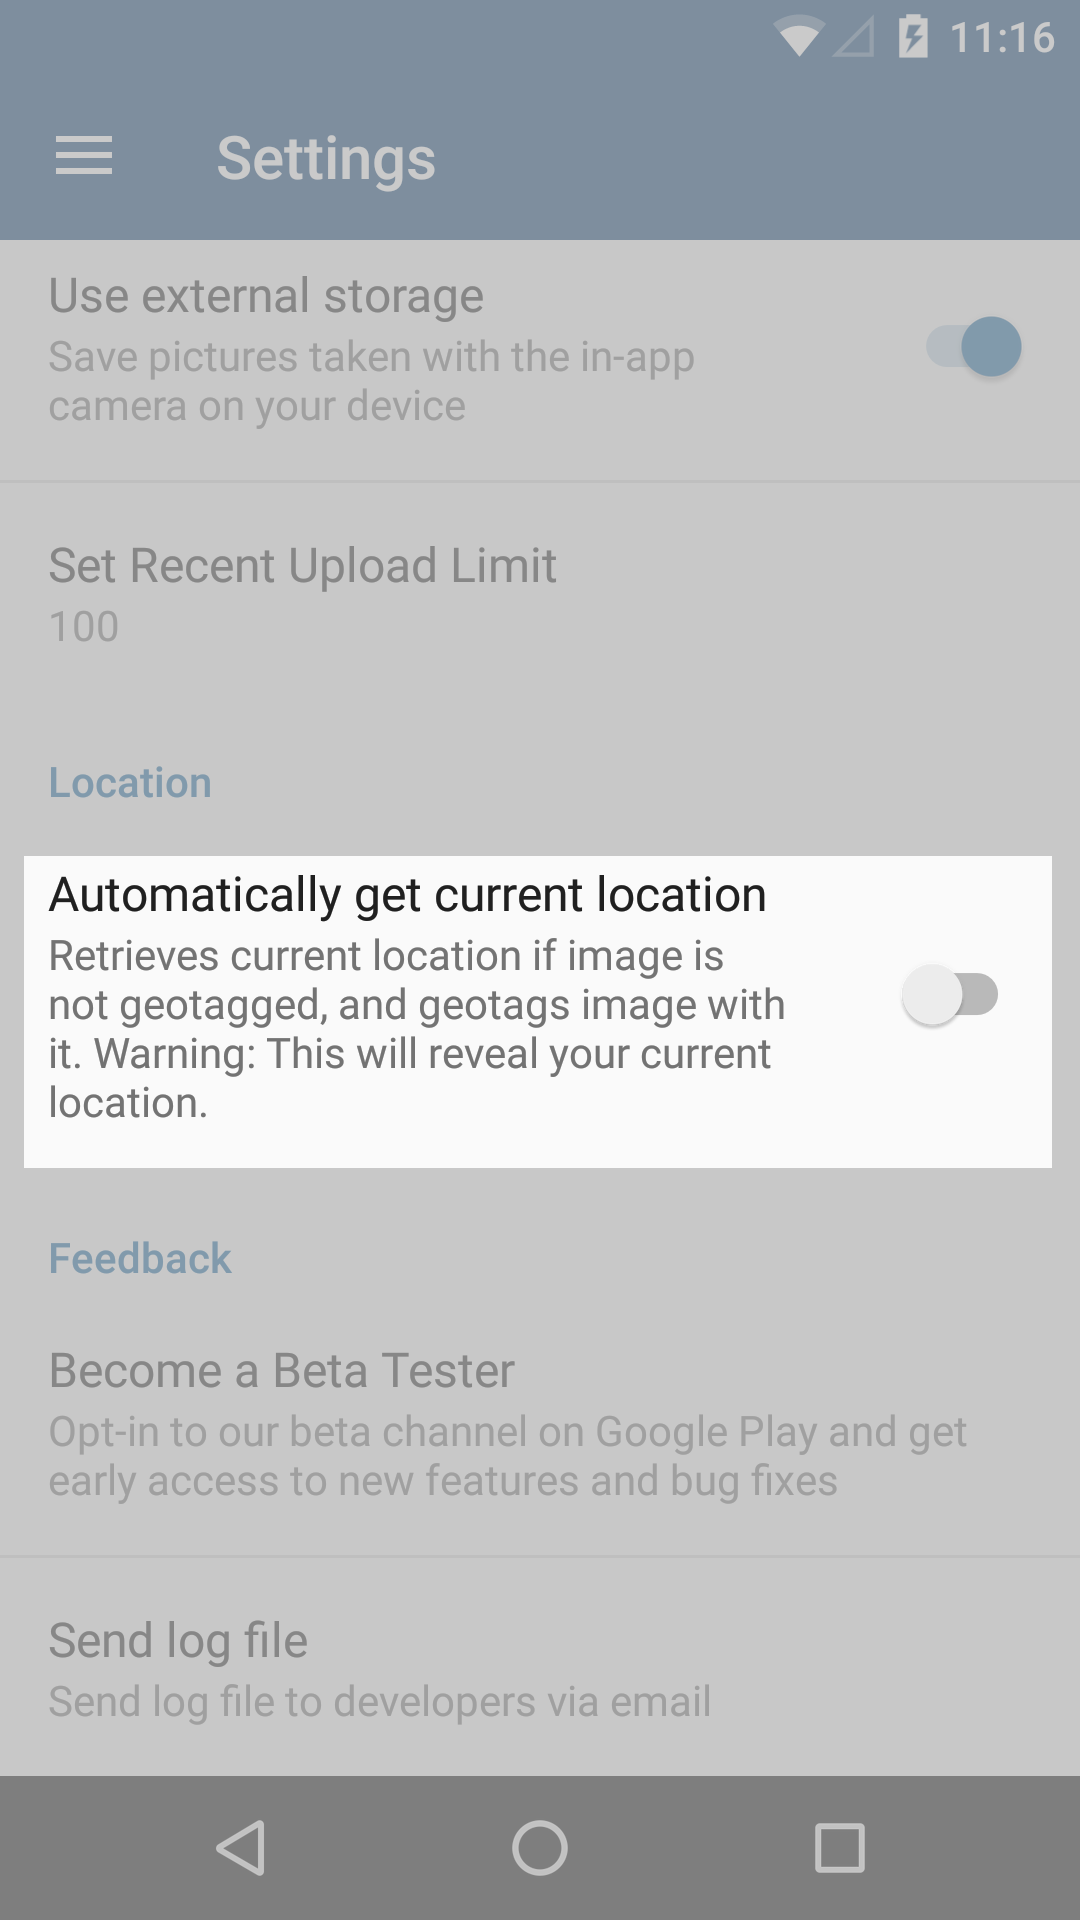 11:16
Settings
Use external storage
Save pictures taken with the in-app
camera on your device
Set Recent Upload Limit
100
Location
Automatically get current location
Retrieves current location if image is
not geotagged, and geotags image with
it. Warning: This will reveal your current
location.
Feedback
Become a Beta Tester
Opt-in to our beta channel on Google Play and get
early access to new features and bug fixes
Send log file
Send log file to developers via email